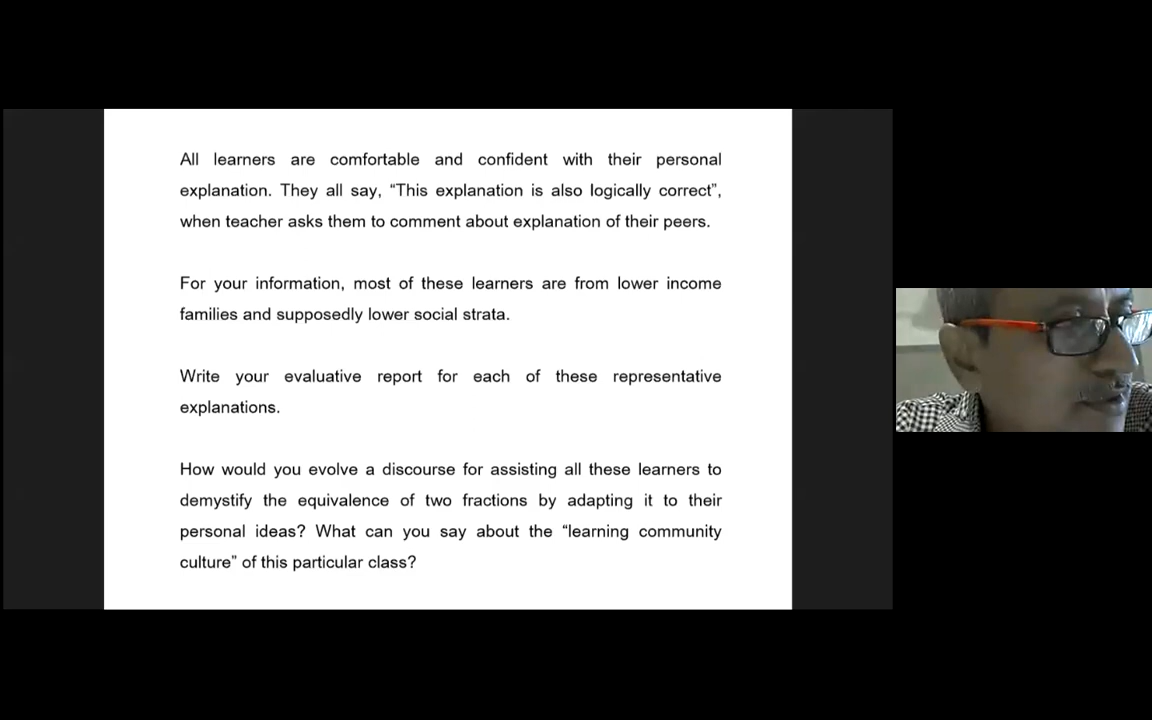 All learners are comfortable and confident with their personal
explanation. They all say, “This explanation is also logically correct”,
when teacher asks them to comment about explanation of their peers.
For your information, most of these learners are from lower income
families and supposedly lower social strata.
Write your evaluative report for each of these representative
explanations.
How would you evolve a discourse for assisting all these learners to
demystify the equivalence of two fractions by adapting it to their
personal ideas? What can you say about the “learning community
culture” of this particular class?